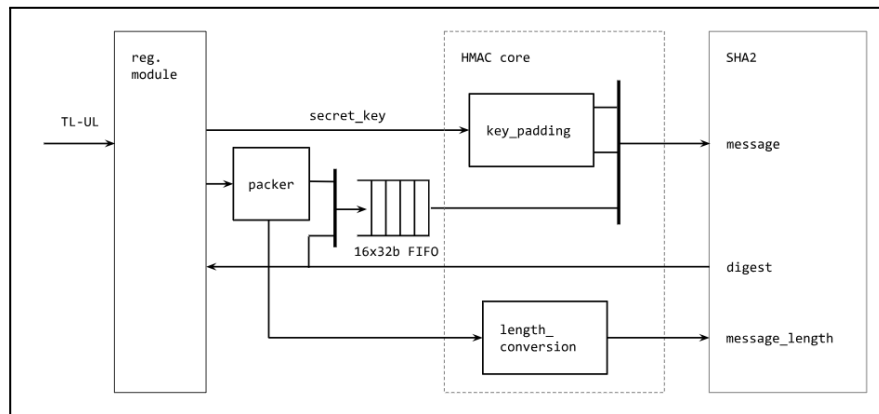 reg.
module
HMAC core
SHA2
TL-UL
secret_key
key_padding
message
packer
16x32b FIFO
digest
length_
conversion
message_length